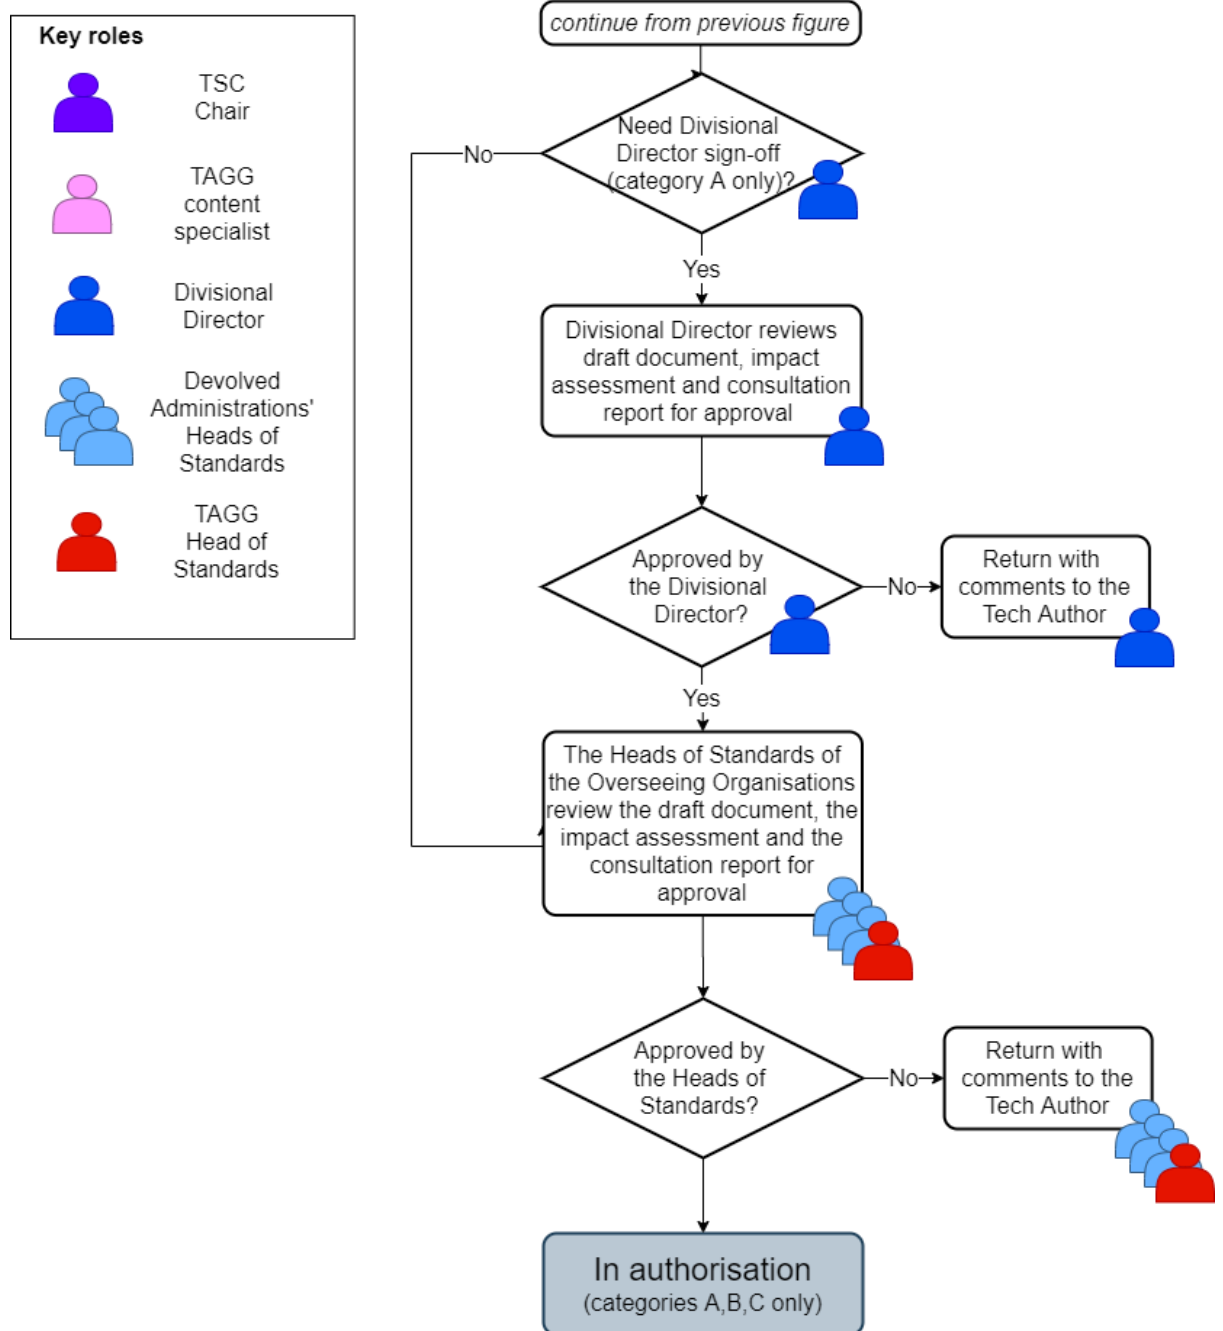 Key roles
TSC
Chair
TAGG
content
specialist
Divisional
Director
Devolved
Administrations'
Heads of
Standards
TAGG
Head of
Standards
continue from previous figure
Need Divisional
Director sign-off
(category A only)?
No
Yes
Divisional Director reviews
draft document, impact
assessment and consultation
report for approval
Approved by
the Divisional
Director?
No
Return with
comments to the
Tech Author
Yes
The Heads of Standards of
the Overseeing Organisations
review the draft document, the
impact assessment and the
consultation report for
approval
Approved by
the Heads of
Standards?
No
Return with
comments to the
Tech Author
In authorisation
(categories A,B,C only)